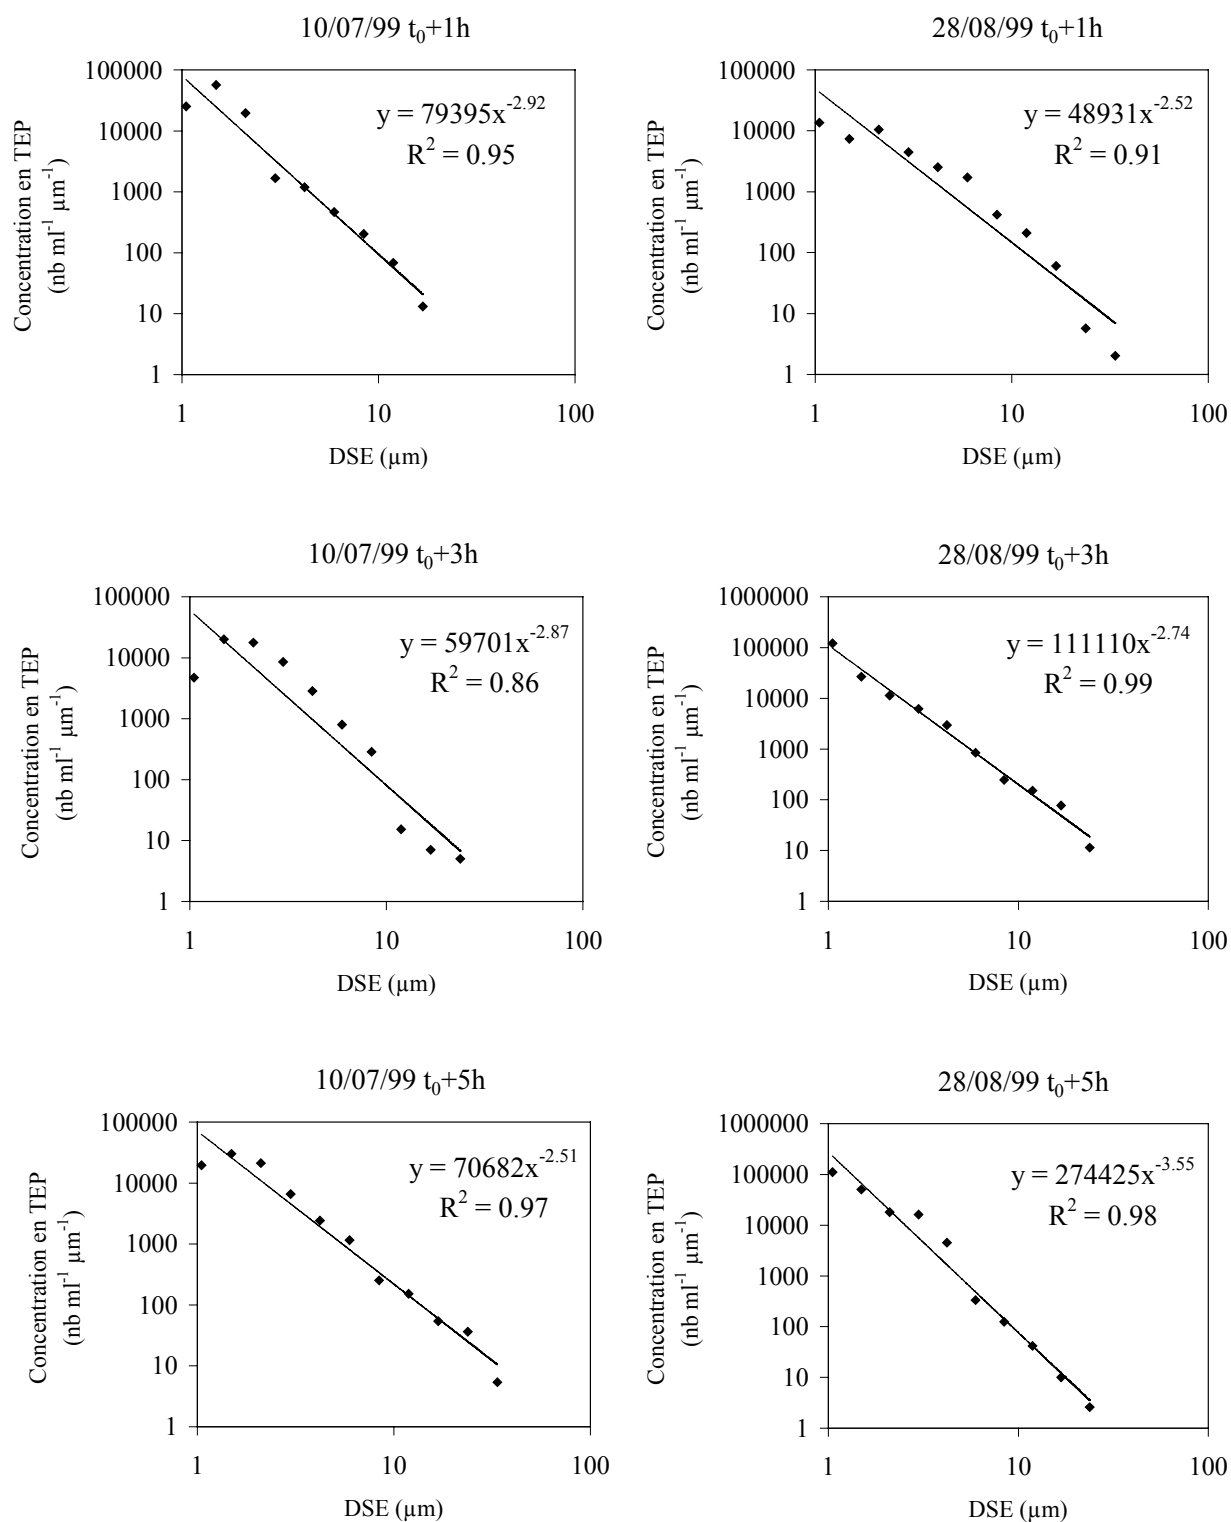 10/07/99 t₀+1h
Concentration en TEP
(nb ml⁻¹ µm⁻¹)
100000
10000
1000
100
10
1
y = 79395x⁻²·⁹²
R² = 0.95
1 10 100
DSE (µm)
28/08/99 t₀+1h
Concentration en TEP
(nb ml⁻¹ µm⁻¹)
100000
10000
1000
100
10
1
y = 48931x⁻²·⁵²
R² = 0.91
1 10 100
DSE (µm)
10/07/99 t₀+3h
Concentration en TEP
(nb ml⁻¹ µm⁻¹)
100000
10000
1000
100
10
1
y = 59701x⁻²·⁸⁷
R² = 0.86
1 10 100
DSE (µm)
28/08/99 t₀+3h
Concentration en TEP
(nb ml⁻¹ µm⁻¹)
1000000
100000
10000
1000
100
10
1
y = 111110x⁻²·⁷⁴
R² = 0.99
1 10 100
DSE (µm)
10/07/99 t₀+5h
Concentration en TEP
(nb ml⁻¹ µm⁻¹)
100000
10000
1000
100
10
1
y = 70682x⁻²·⁵¹
R² = 0.97
1 10 100
DSE (µm)
28/08/99 t₀+5h
Concentration en TEP
(nb ml⁻¹ µm⁻¹)
1000000
100000
10000
1000
100
10
1
y = 274425x⁻³·⁵⁵
R² = 0.98
1 10 100
DSE (µm)